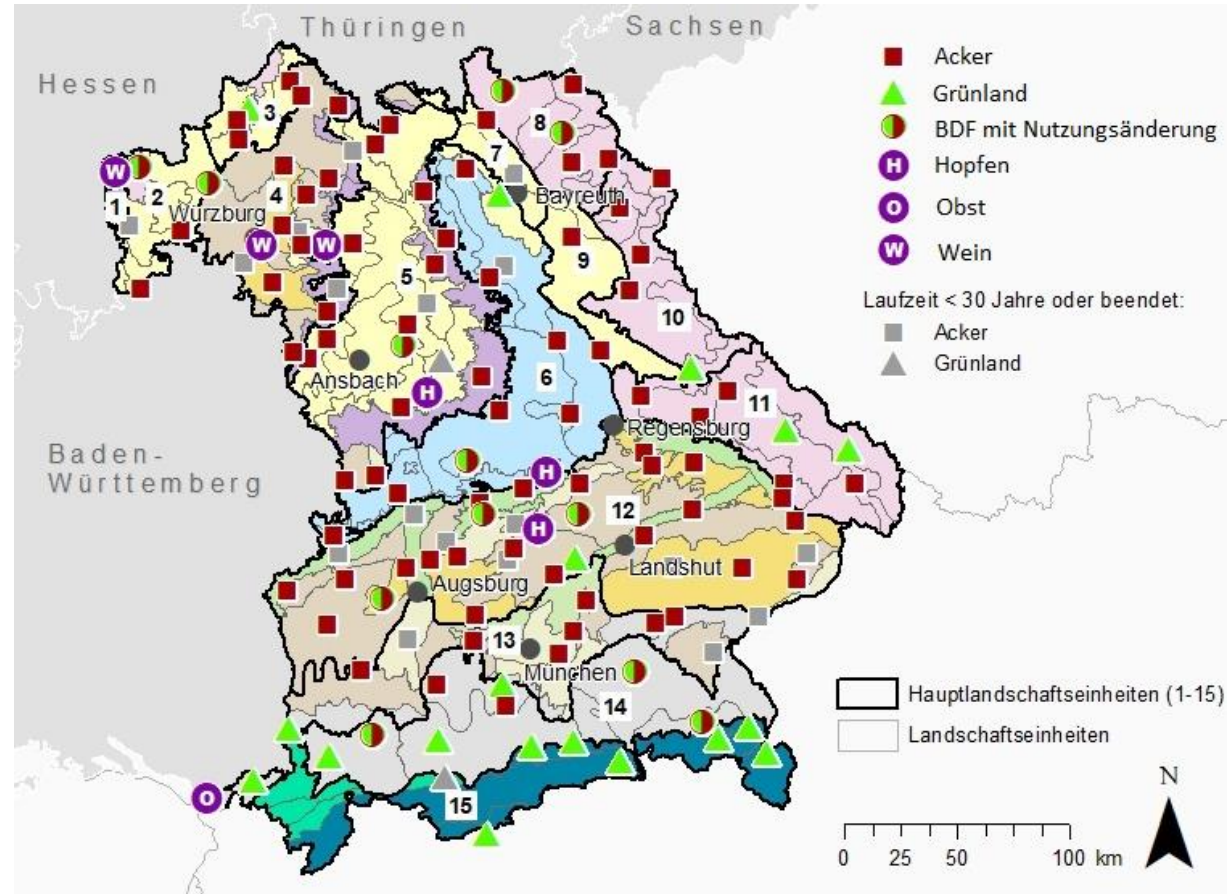 Thüringen
Sachsen
Hessen
Baden-
Württemberg
1
2
3
4
5
6
7
8
9
10
11
12
13
14
15
Würzburg
Bayreuth
Ansbach
Regensburg
Landshut
Augsburg
München
W
W
W
H
H
H
O
Acker
Grünland
BDF mit Nutzungsänderung
H Hopfen
O Obst
W Wein
Laufzeit < 30 Jahre oder beendet:
Acker
Grünland
Hauptlandschaftseinheiten (1-15)
Landschaftseinheiten
N
0 25 50 100 km